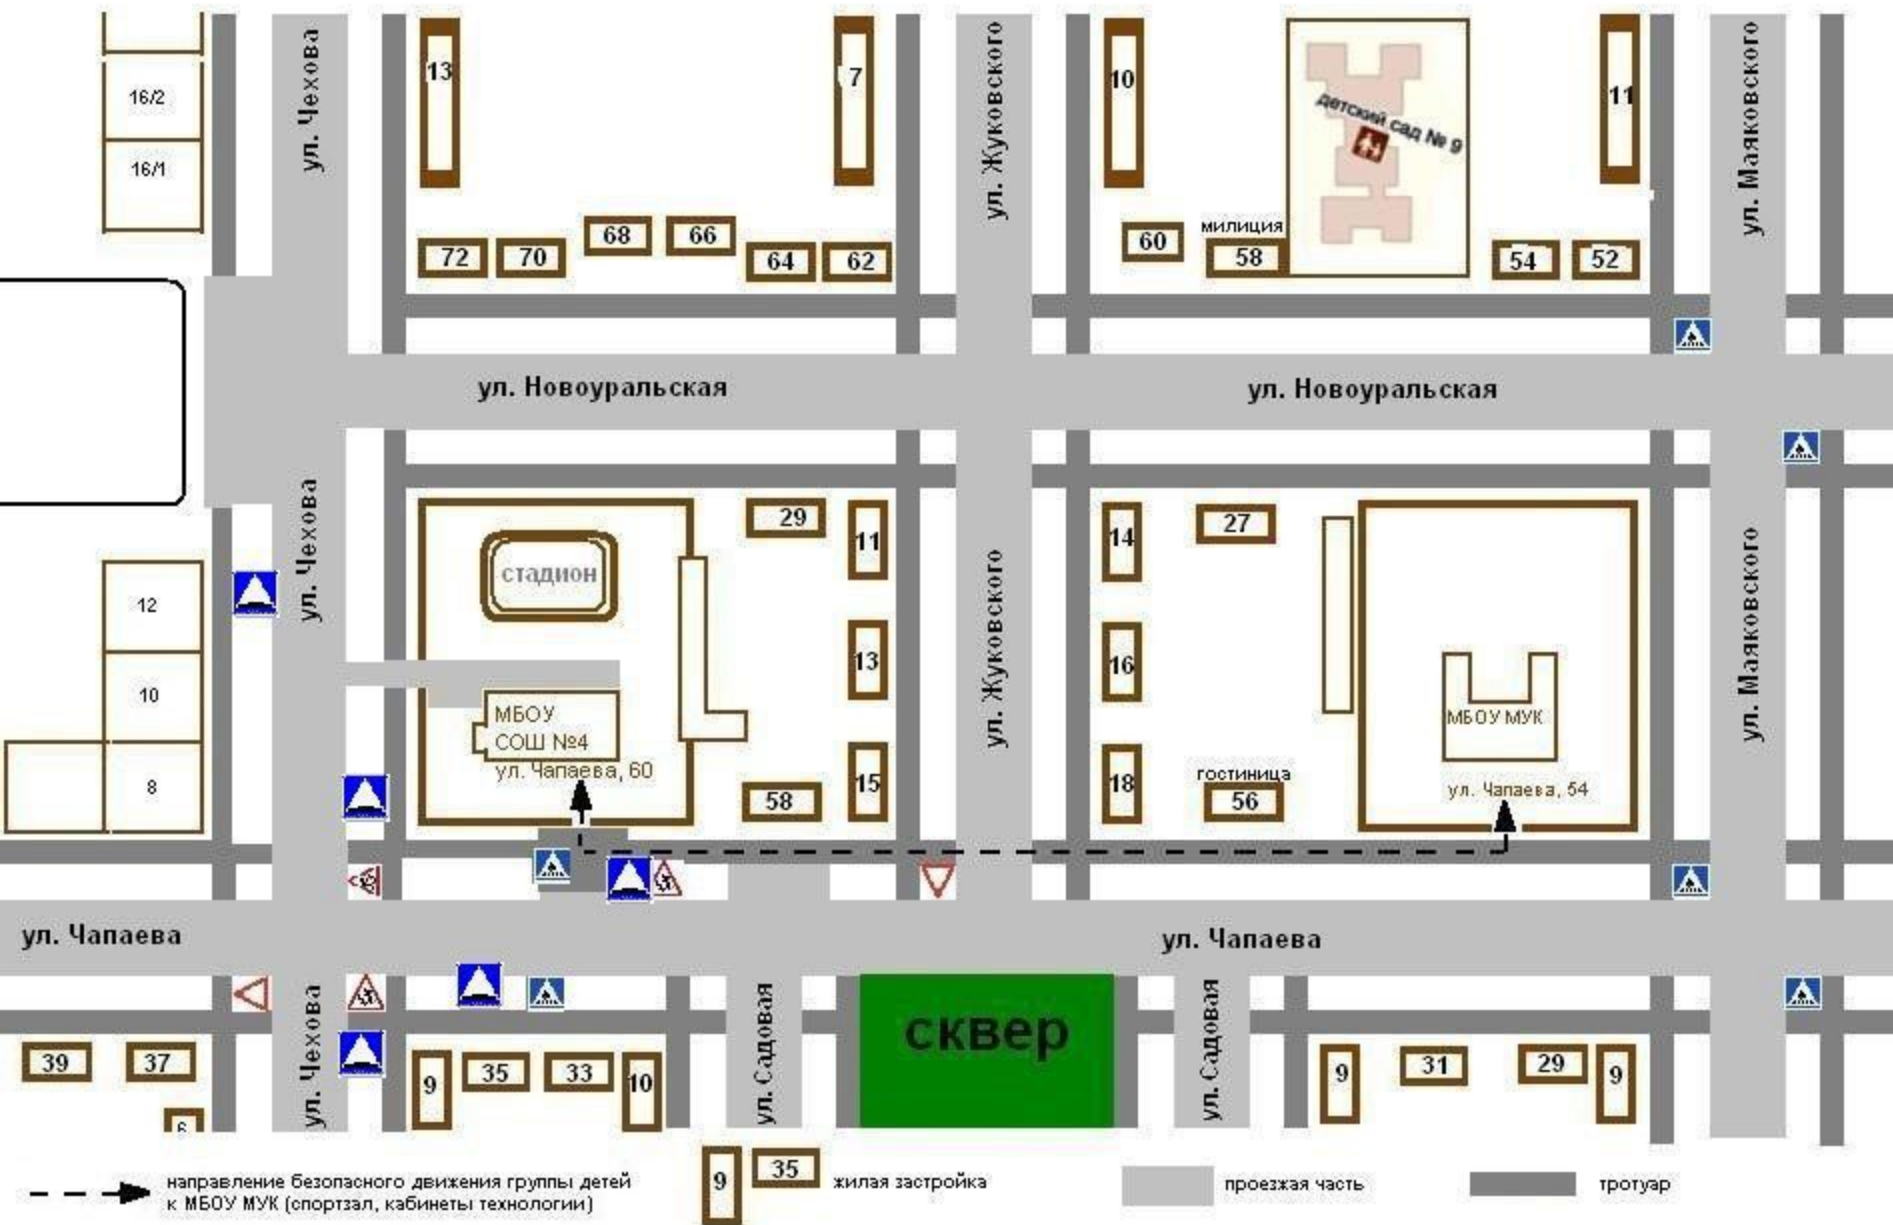 ул. Чехова
13
7
ул. Жуковского
10
детский сад № 9
11
ул. Маяковского
16/2
16/1
72
70
68
66
64
62
60
милиция
58
54
52
ул. Новоуральская
ул. Новоуральская
ул. Чехова
стадион
29
11
13
15
58
МБОУ
СОШ №4
ул. Чапаева, 60
ул. Жуковского
14
16
18
27
гостиница
56
МБОУ МУК
ул. Чапаева, 54
ул. Маяковского
12
10
8
ул. Чапаева
ул. Чапаева
39
37
6
ул. Чехова
9
35
33
10
ул. Садовая
сквер
ул. Садовая
9
31
29
9
направление безопасного движения группы детей
к МБОУ МУК (спортзал, кабинеты технологии)
9
35
жилая застройка
проезжая часть
тротуар